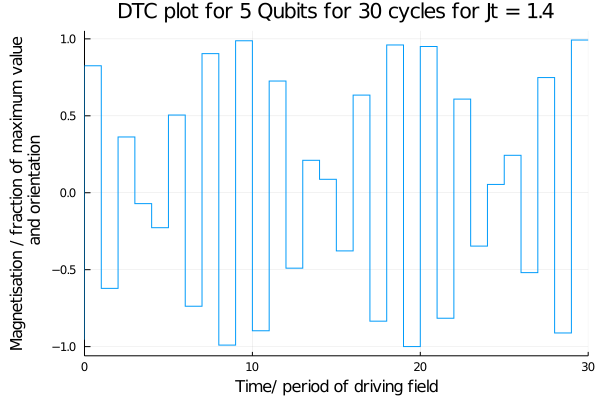 DTC plot for 5 Qubits for 30 cycles for Jt = 1.4
Magnetisation / fraction of maximum value
and orientation
1.0
0.5
0.0
−0.5
−1.0
0
10
20
30
Time/ period of driving field